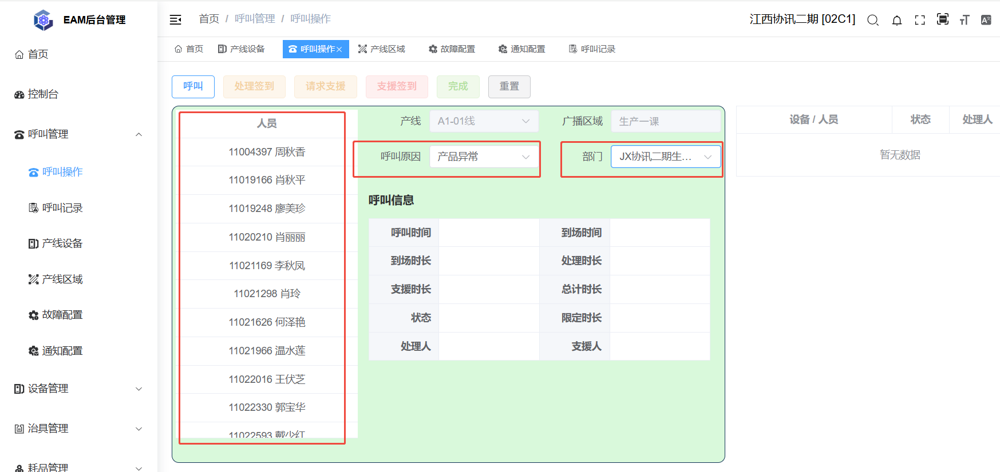 EAM后台管理
首页 / 呼叫管理 / 呼叫操作
江西协讯二期 [02C1]
首页
产线设备
呼叫操作
产线区域
故障配置
通知配置
呼叫记录
首页
控制台
呼叫管理
呼叫操作
呼叫记录
产线设备
产线区域
故障配置
通知配置
设备管理
治具管理
耗品管理
呼叫
处理签到
请求支援
支援签到
完成
重置
人员
11004397 周秋香
11019166 肖秋平
11019248 廖美珍
11020210 肖丽丽
11021169 李秋凤
11021298 肖玲
11021626 何泽艳
11021966 温水莲
11022016 王伏芝
11022330 郭宝华
11022593 戴少红
产线 A1-01线
广播区域 生产一课
呼叫原因 产品异常
部门 JX协讯二期生...
呼叫信息
呼叫时间 到场时间
到场时长 处理时长
支援时长 总计时长
状态 限定时长
处理人 支援人
设备 / 人员 状态 处理人
暂无数据